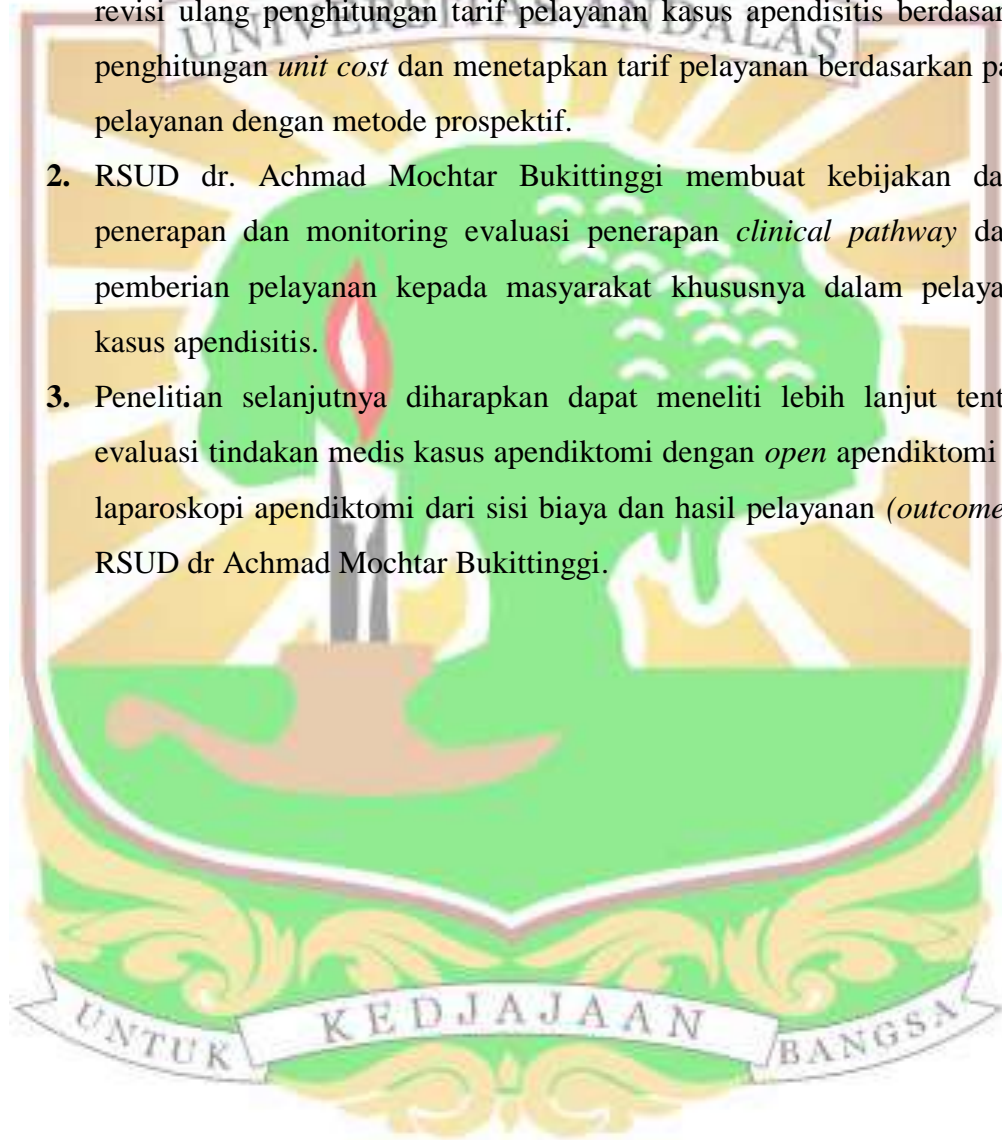 revisi ulang penghitungan tarif pelayanan kasus apendisitis berdasar
UNIVERSITAS ANDALAS
penghitungan unit cost dan menetapkan tarif pelayanan berdasarkan pa
pelayanan dengan metode prospektif.
2. RSUD dr. Achmad Mochtar Bukittinggi membuat kebijakan da
penerapan dan monitoring evaluasi penerapan clinical pathway da
pemberian pelayanan kepada masyarakat khususnya dalam pelaya
kasus apendisitis.
3. Penelitian selanjutnya diharapkan dapat meneliti lebih lanjut tent
evaluasi tindakan medis kasus apendiktomi dengan open apendiktomi
laparoskopi apendiktomi dari sisi biaya dan hasil pelayanan (outcome
RSUD dr Achmad Mochtar Bukittinggi.
UNTUK KEDJAJAAN BANGSA